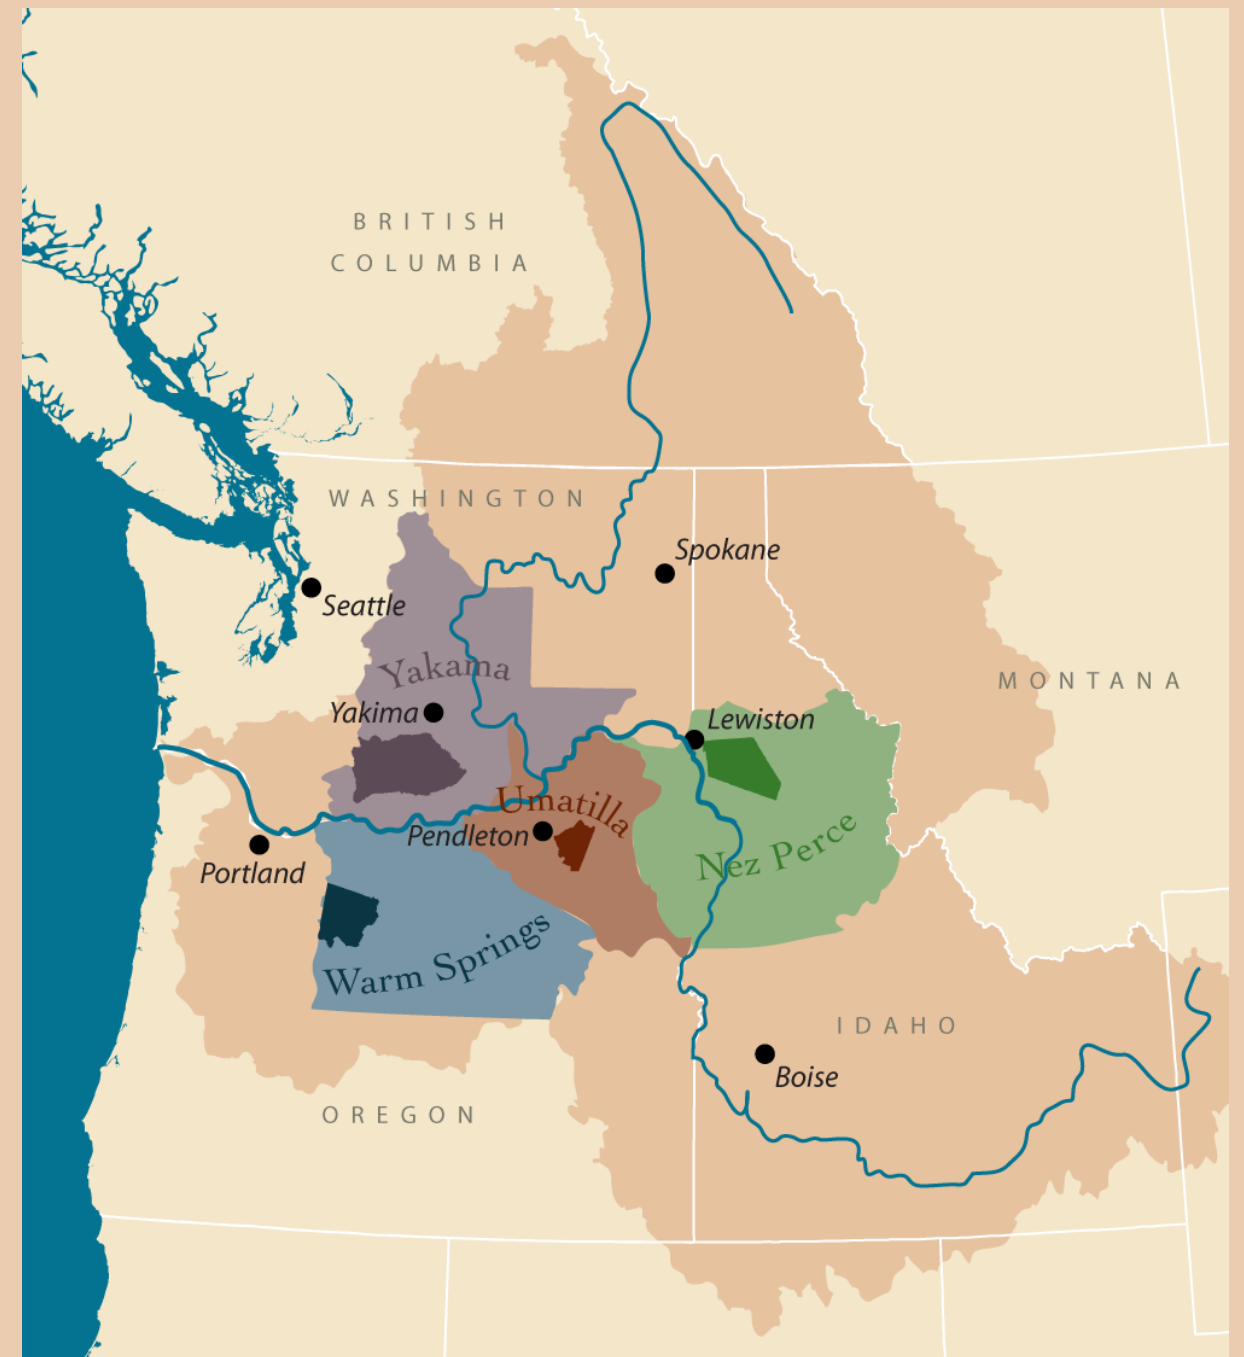 BRITISH
COLUMBIA
WASHINGTON
Spokane
Seattle
Yakama
MONTANA
Yakima
Lewiston
Umatilla
Pendleton
Nez Perce
Portland
Warm Springs
IDAHO
Boise
OREGON